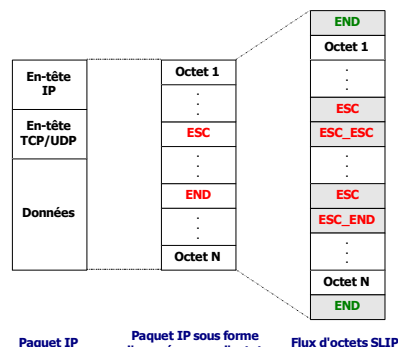 En-tête
IP
En-tête
TCP/UDP
Données
Paquet IP
Octet 1
.
.
.
ESC
.
.
.
END
.
.
.
Octet N
Paquet IP sous forme
END
Octet 1
.
.
.
ESC
ESC_ESC
.
.
.
ESC
ESC_END
.
.
.
Octet N
END
Flux d'octets SLIP